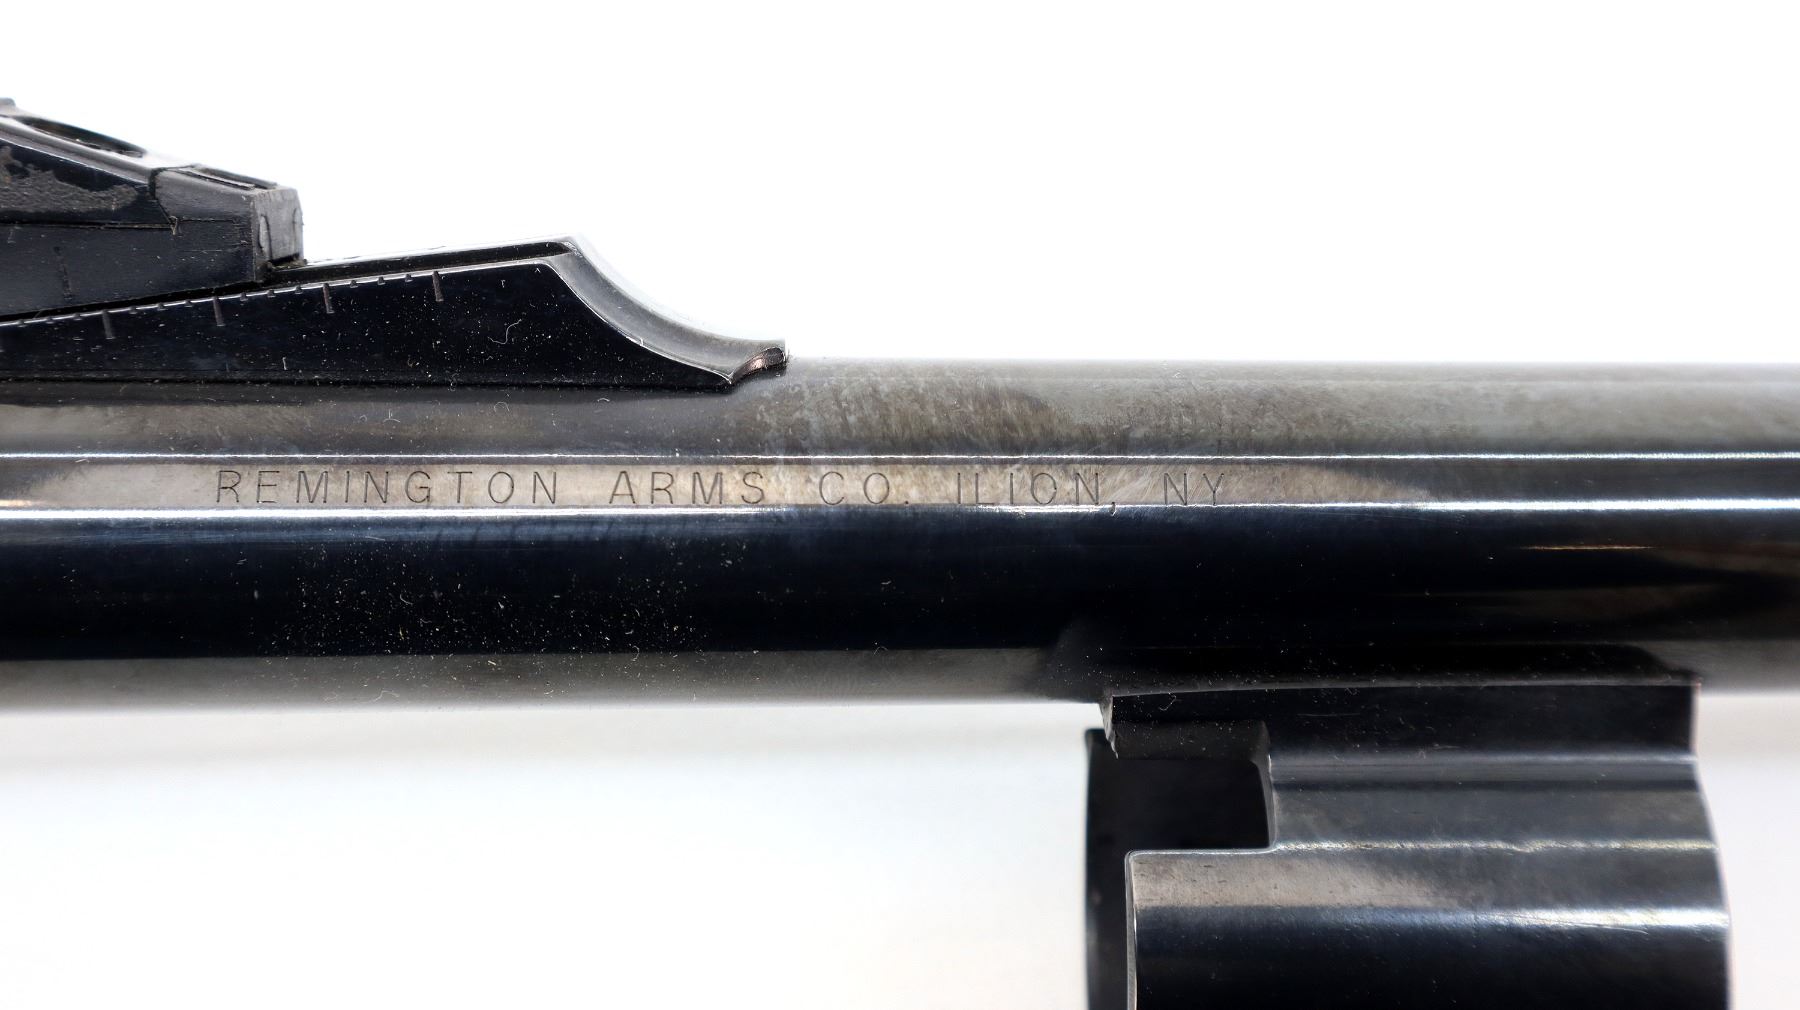 REMINGTON ARMS CO. ILION, NY